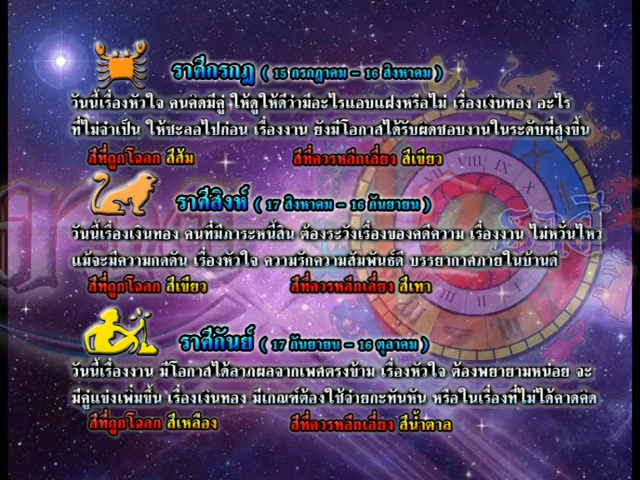 ราศีกรกฎ ( 15 กรกฎาคม - 16 สิงหาคม )
วันนี้เรื่องหัวใจ คนคิดมีคู่ ให้ดูให้ดีว่ามีอะไรแอบแฝงหรือไม่ เรื่องเงินทอง อะไร
ที่ไม่จำเป็น ให้ชะลอไปก่อน เรื่องงาน ยังมีโอกาสได้รับผิดชอบงานในระดับที่สูงขึ้น
สีที่ถูกโฉลก สีส้ม สีที่ควรหลีกเลี่ยง สีเขียว
ราศีสิงห์ ( 17 สิงหาคม - 16 กันยายน )
วันนี้เรื่องเงินทอง คนที่มีภาระหนี้สิน ต้องระวังเรื่องของคดีความ เรื่องงาน ไม่หวั่นไหว
แม้จะมีความกดดัน เรื่องหัวใจ ความรักความสัมพันธ์ดี บรรยากาศภายในบ้านดี
สีที่ถูกโฉลก สีเขียว สีที่ควรหลีกเลี่ยง สีเทา
ราศีกันย์ ( 17 กันยายน - 16 ตุลาคม )
วันนี้เรื่องงาน มีโอกาสได้ลาภผลจากเพศตรงข้าม เรื่องหัวใจ ต้องพยายามหน่อย จะ
มีคู่แข่งเพิ่มขึ้น เรื่องเงินทอง มีเกณฑ์ต้องใช้จ่ายกะทันหัน หรือในเรื่องที่ไม่ได้คาดคิด
สีที่ถูกโฉลก สีเหลือง สีที่ควรหลีกเลี่ยง สีน้ำตาล